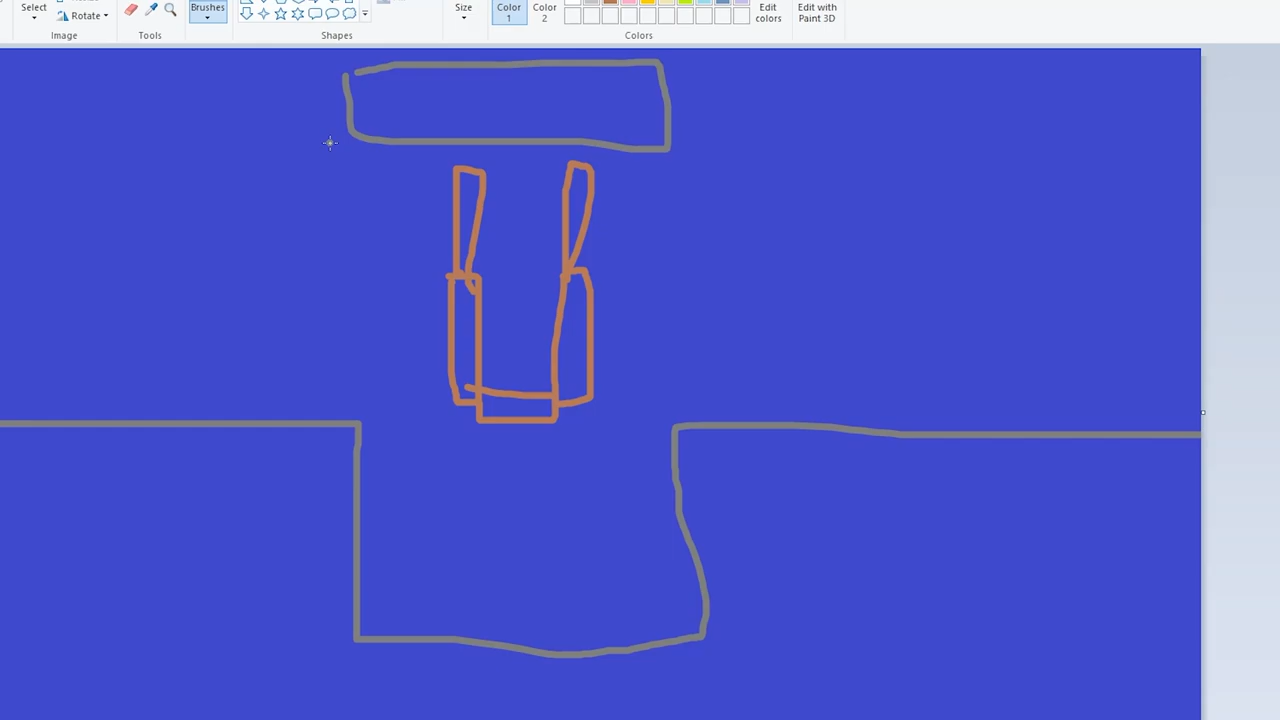 Select
Rotate
Image
Tools
Brushes
Shapes
Size
Color 1
Color 2
Edit colors
Colors
Edit with Paint 3D